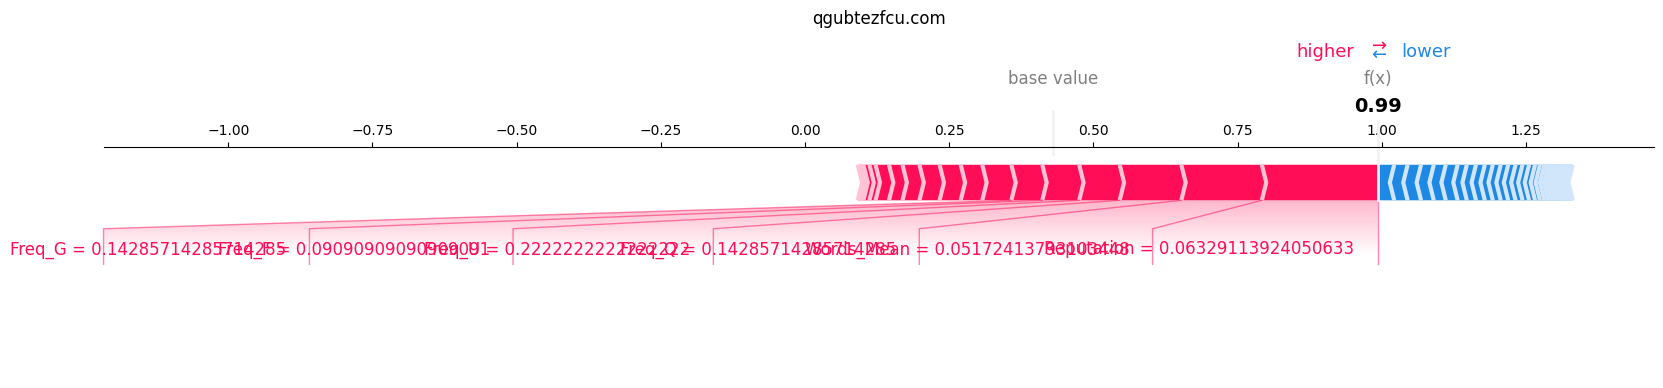 qgubtezfcu.com
higher ⇄ lower
base value f(x)
0.99
−1.00 −0.75 −0.50 −0.25 0.00 0.25 0.50 0.75 1.00 1.25
Freq_G = 0.14285714285714285 Freq_F = 0.09090909090909091 Freq_U = 0.2222222222222222 Freq_Q = 0.14285714285714285 Words_Mean = 0.05172413793103448 Reputation = 0.06329113924050633